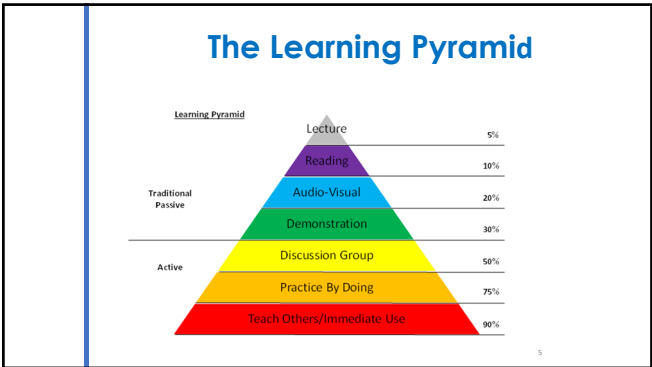 The Learning Pyramid
Learning Pyramid
Lecture
5%
Reading
10%
Traditional
Passive
Audio-Visual
20%
Demonstration
30%
Active
Discussion Group
50%
Practice By Doing
75%
Teach Others/Immediate Use
90%
5